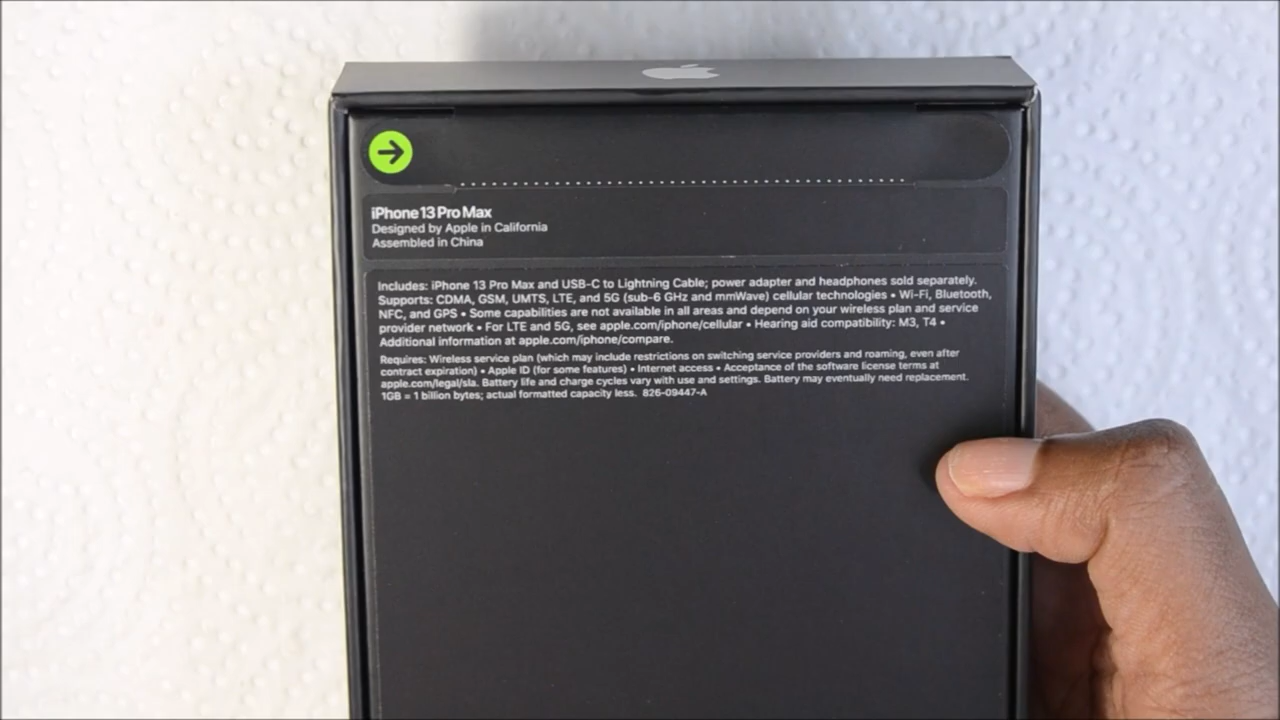 iPhone 13 Pro Max
Designed by Apple in California
Assembled in China
Includes: iPhone 13 Pro Max and USB-C to Lightning Cable; power adapter and headphones sold separately.
Supports: CDMA, GSM, UMTS, LTE, and 5G (sub-6 GHz and mmWave) cellular technologies • Wi-Fi, Bluetooth,
NFC, and GPS • Some capabilities are not available in all areas and depend on your wireless plan and service
provider network • For LTE and 5G, see apple.com/iphone/cellular • Hearing aid compatibility: M3, T4 •
Additional information at apple.com/iphone/compare.
Requires: Wireless service plan (which may include restrictions on switching service providers and roaming, even after
contract expiration) • Apple ID (for some features) • Internet access • Acceptance of the software license terms at
apple.com/legal/sla. Battery life and charge cycles vary with use and settings. Battery may eventually need replacement.
1GB = 1 billion bytes; actual formatted capacity less. 826-09447-A